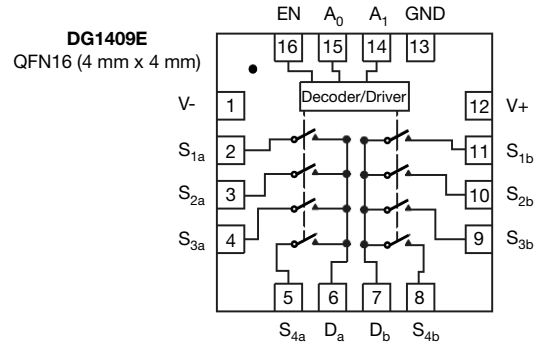 DG1409E
QFN16 (4 mm x 4 mm)
EN A0 A1 GND
16 15 14 13
Decoder/Driver
V- 1 12 V+
S1a 2 11 S1b
S2a 3 10 S2b
S3a 4 9 S3b
5 6 7 8
S4a Da Db S4b